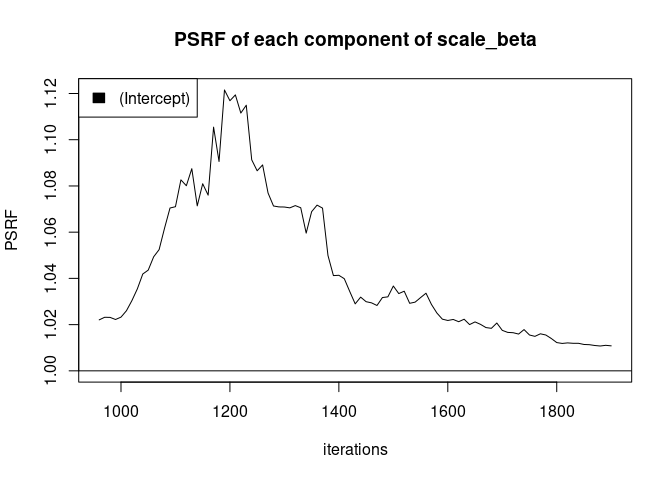 PSRF of each component of scale_beta
(Intercept)
PSRF
1.12
1.10
1.08
1.06
1.04
1.02
1.00
1000 1200 1400 1600 1800
iterations